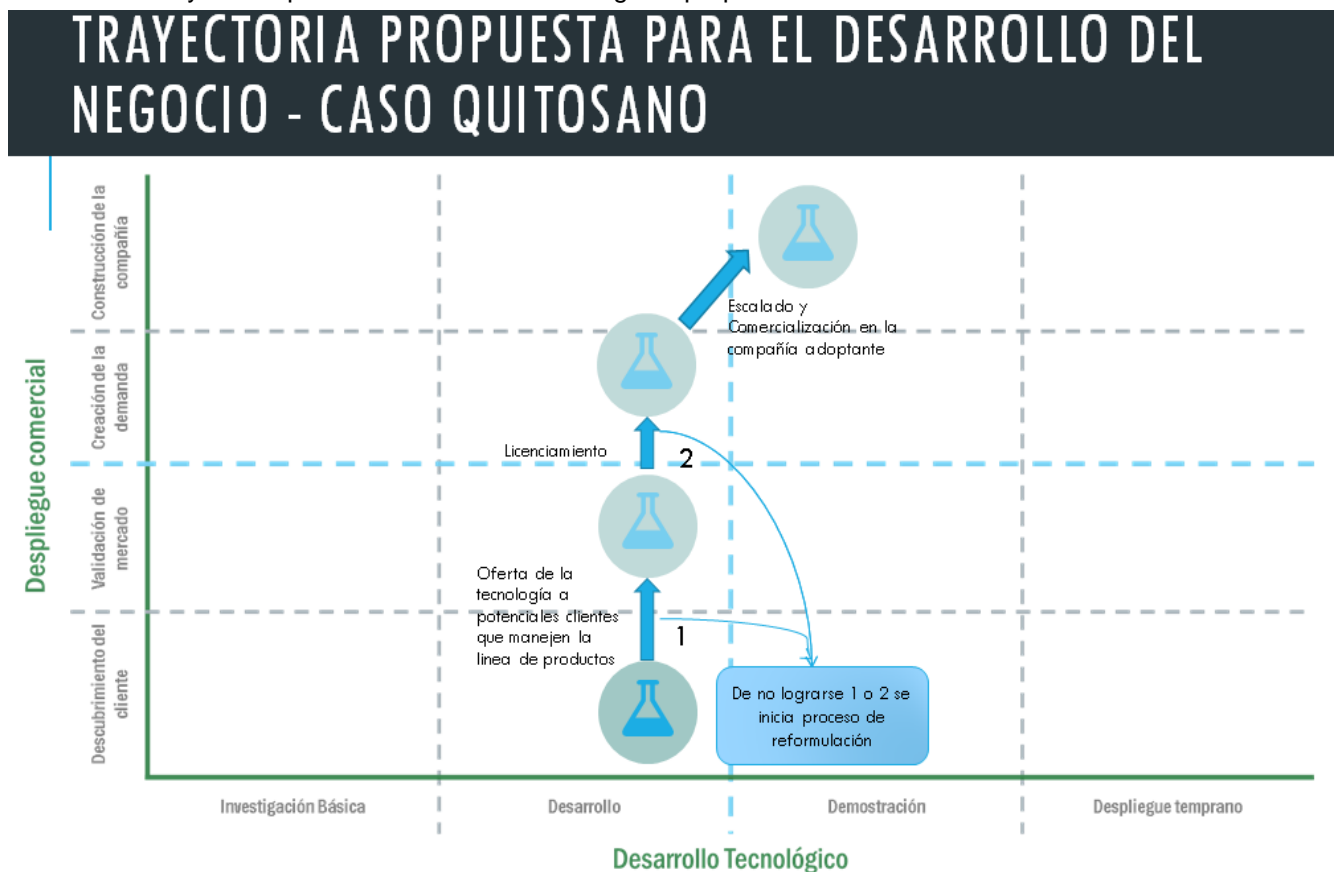 TRAYECTORIA PROPUESTA PARA EL DESARROLLO DEL
NEGOCIO - CASO QUITOSANO
Despliegue comercial
Construcción de la
compañía
Creación de la
demanda
Validación de
mercado
Descubrimiento del
cliente
Escalado y
Comercialización en la
compañía adoptante
Licenciamiento
2
Oferta de la
tecnología a
potenciales clientes
que manejen la
linea de productos
1
De no lograrse 1 o 2 se
inicia proceso de
reformulación
Investigación Básica
Desarrollo
Demostración
Despliegue temprano
Desarrollo Tecnológico